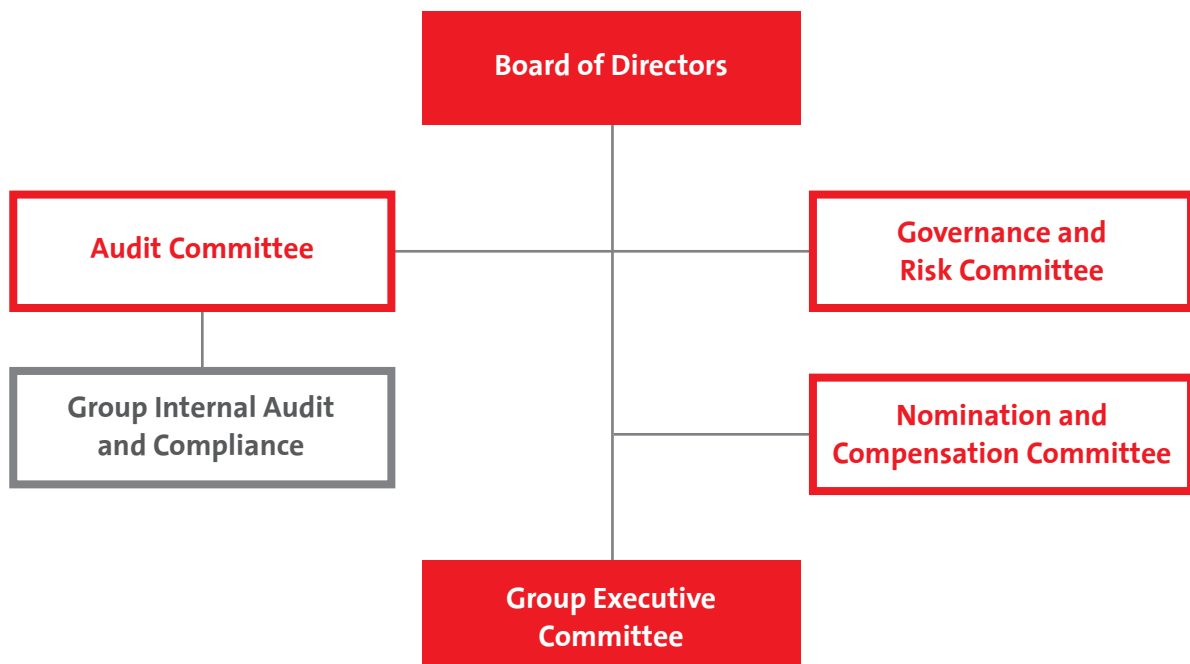 Board of Directors
Audit Committee
Governance and
Risk Committee
Group Internal Audit
and Compliance
Nomination and
Compensation Committee
Group Executive
Committee